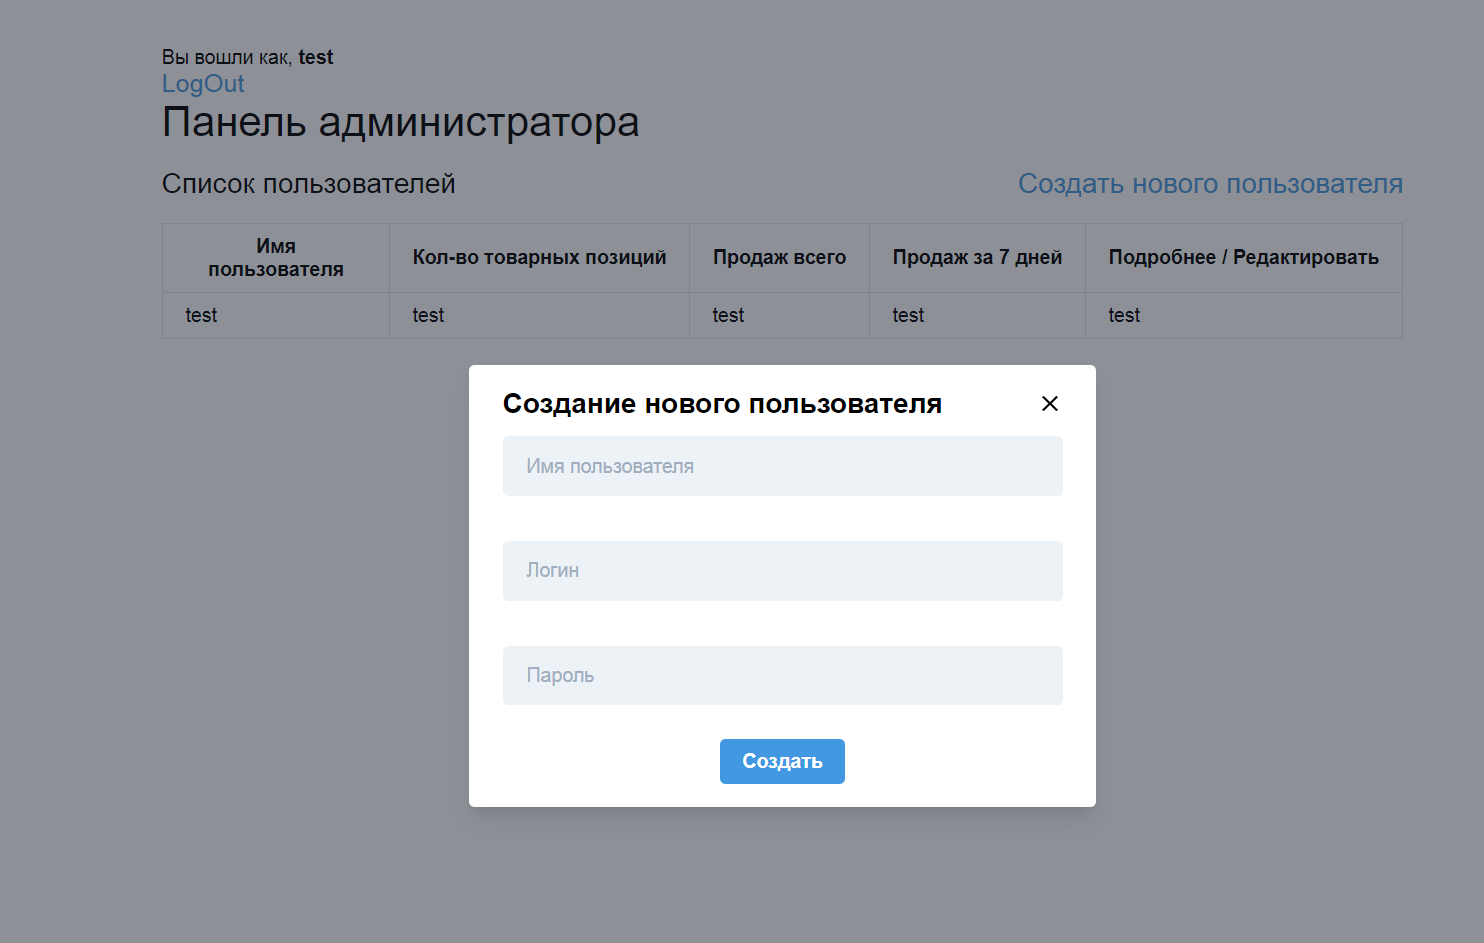 Вы вошли как, test
LogOut
Панель администратора
Список пользователей
Создать нового пользователя
Имя
пользователя
Кол-во товарных позиций
Продаж всего
Продаж за 7 дней
Подробнее / Редактировать
test
test
test
test
test
Создание нового пользователя
Имя пользователя
Логин
Пароль
Создать